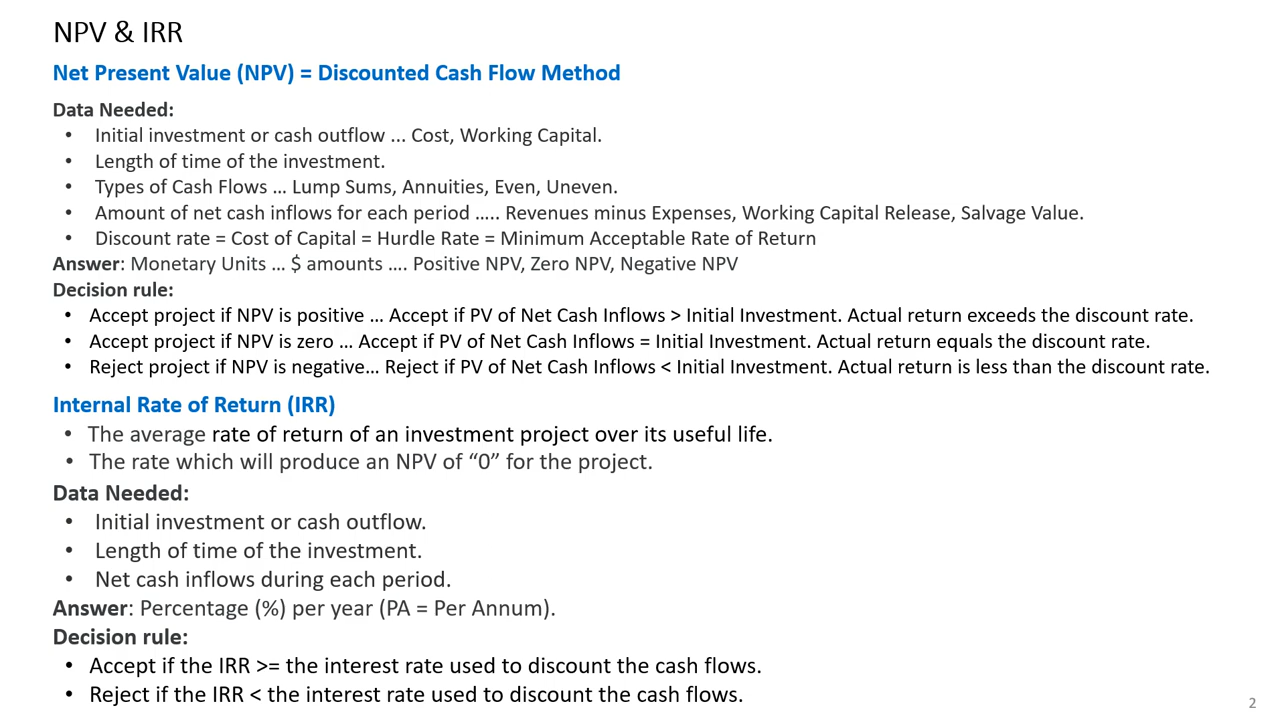 NPV & IRR
Net Present Value (NPV) = Discounted Cash Flow Method
Data Needed:
• Initial investment or cash outflow ... Cost, Working Capital.
• Length of time of the investment.
• Types of Cash Flows … Lump Sums, Annuities, Even, Uneven.
• Amount of net cash inflows for each period ….. Revenues minus Expenses, Working Capital Release, Salvage Value.
• Discount rate = Cost of Capital = Hurdle Rate = Minimum Acceptable Rate of Return
Answer: Monetary Units … $ amounts …. Positive NPV, Zero NPV, Negative NPV
Decision rule:
• Accept project if NPV is positive … Accept if PV of Net Cash Inflows > Initial Investment. Actual return exceeds the discount rate.
• Accept project if NPV is zero … Accept if PV of Net Cash Inflows = Initial Investment. Actual return equals the discount rate.
• Reject project if NPV is negative… Reject if PV of Net Cash Inflows < Initial Investment. Actual return is less than the discount rate.
Internal Rate of Return (IRR)
• The average rate of return of an investment project over its useful life.
• The rate which will produce an NPV of “0” for the project.
Data Needed:
• Initial investment or cash outflow.
• Length of time of the investment.
• Net cash inflows during each period.
Answer: Percentage (%) per year (PA = Per Annum).
Decision rule:
• Accept if the IRR >= the interest rate used to discount the cash flows.
• Reject if the IRR < the interest rate used to discount the cash flows.
2